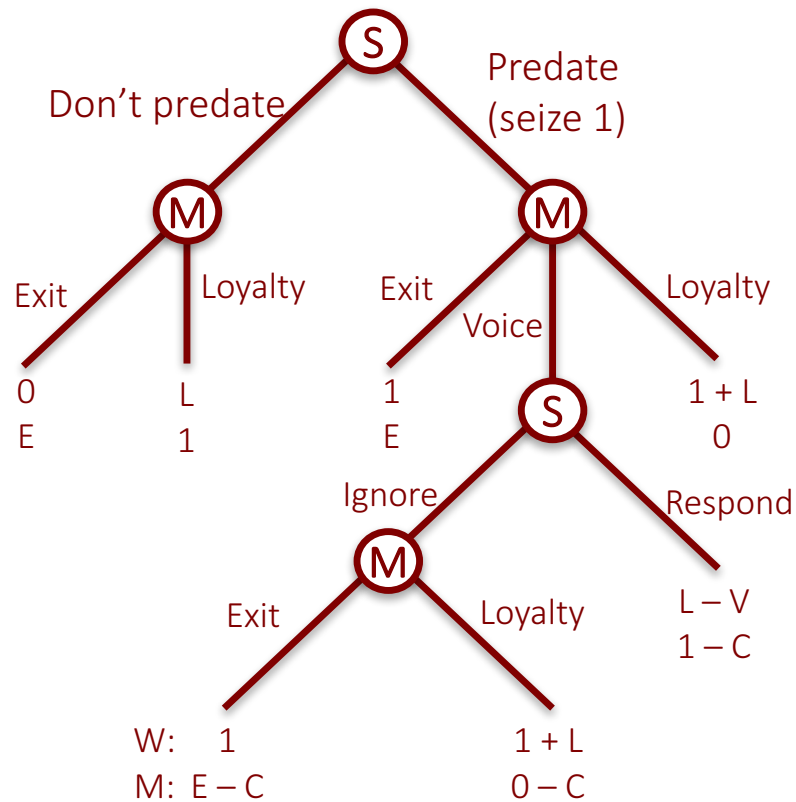 S
Don’t predate
Predate
(seize 1)
M
M
Exit
Loyalty
Exit
Voice
Loyalty
0
E
L
1
1
E
S
1 + L
0
Ignore
Respond
M
Exit
Loyalty
L – V
1 – C
W: 1
1 + L
M: E – C
0 – C